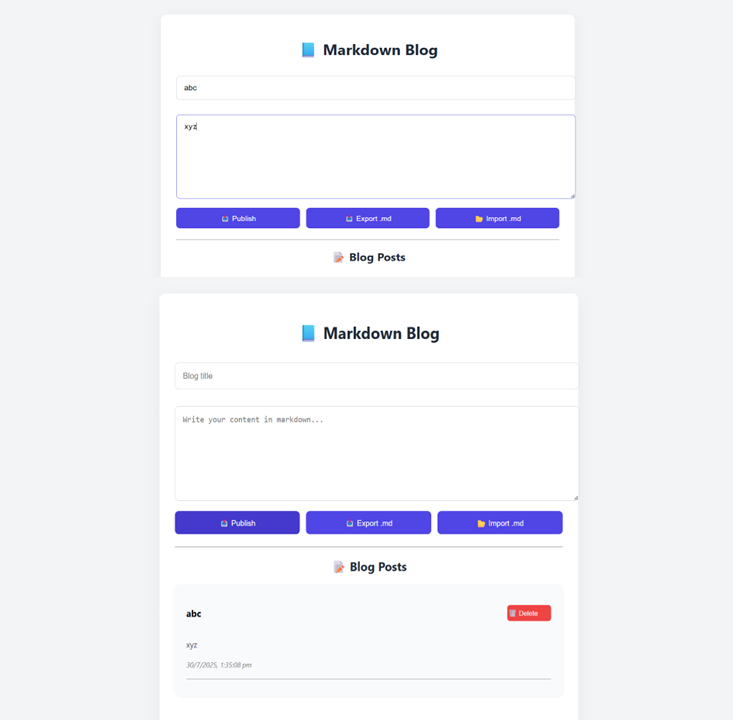 📘 Markdown Blog
abc
xyz
Publish Export .md Import .md
📝 Blog Posts
📘 Markdown Blog
Blog title
Write your content in markdown...
Publish Export .md Import .md
📝 Blog Posts
abc Delete
xyz
30/7/2025, 1:35:08 pm